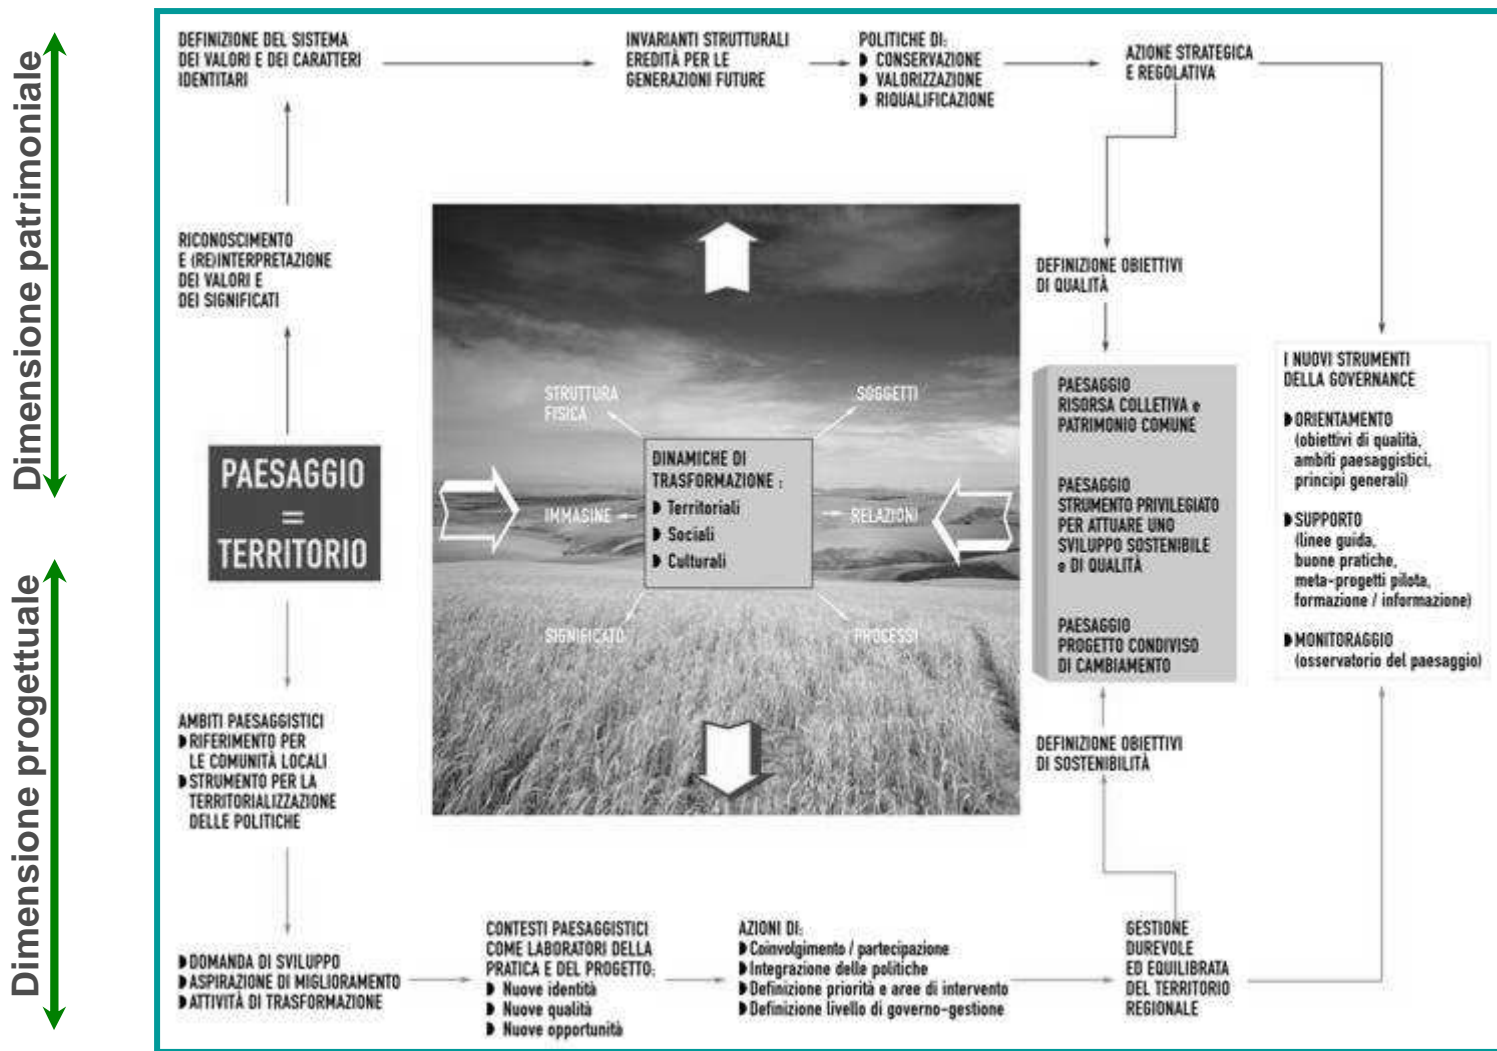 Dimensione patrimoniale
Dimensione progettuale
DEFINIZIONE DEL SISTEMA
DEI VALORI E DEI CARATTERI
IDENTITARI
INVARIANTI STRUTTURALI
EREDITÀ PER LE
GENERAZIONI FUTURE
POLITICHE DI:
CONSERVAZIONE
VALORIZZAZIONE
RIQUALIFICAZIONE
AZIONE STRATEGICA
E REGOLATIVA
RICONOSCIMENTO
E (RE)INTERPRETAZIONE
DEI VALORI E
DEI SIGNIFICATI
DEFINIZIONE OBIETTIVI
DI QUALITÀ
PAESAGGIO
=
TERRITORIO
STRUTTURA
FISICA
SOGGETTI
DINAMICHE DI
TRASFORMAZIONE :
Territoriali
Sociali
Culturali
IMMAGINE
RELAZIONI
SIGNIFICATO
PROCESSI
PAESAGGIO
RISORSA COLLETIVA e
PATRIMONIO COMUNE
PAESAGGIO
STRUMENTO PRIVILEGIATO
PER ATTUARE UNO
SVILUPPO SOSTENIBILE
e DI QUALITÀ
PAESAGGIO
PROGETTO CONDIVISO
DI CAMBIAMENTO
I NUOVI STRUMENTI
DELLA GOVERNANCE
ORIENTAMENTO
(obiettivi di qualità,
ambiti paesaggistici,
principi generali)
SUPPORTO
(linee guida,
buone pratiche,
meta-progetti pilota,
formazione / informazione)
MONITORAGGIO
(osservatorio del paesaggio)
AMBITI PAESAGGISTICI
RIFERIMENTO PER
LE COMUNITÀ LOCALI
STRUMENTO PER LA
TERRITORIALIZZAZIONE
DELLE POLITICHE
DEFINIZIONE OBIETTIVI
DI SOSTENIBILITÀ
DOMANDA DI SVILUPPO
ASPIRAZIONE DI MIGLIORAMENTO
ATTIVITÀ DI TRASFORMAZIONE
CONTESTI PAESAGGISTICI
COME LABORATORI DELLA
PRATICA E DEL PROGETTO:
Nuove identità
Nuove qualità
Nuove opportunità
AZIONI DI:
Coinvolgimento / partecipazione
Integrazione delle politiche
Definizione priorità e aree di intervento
Definizione livello di governo-gestione
GESTIONE
DUREVOLE
ED EQUILIBRATA
DEL TERRITORIO
REGIONALE